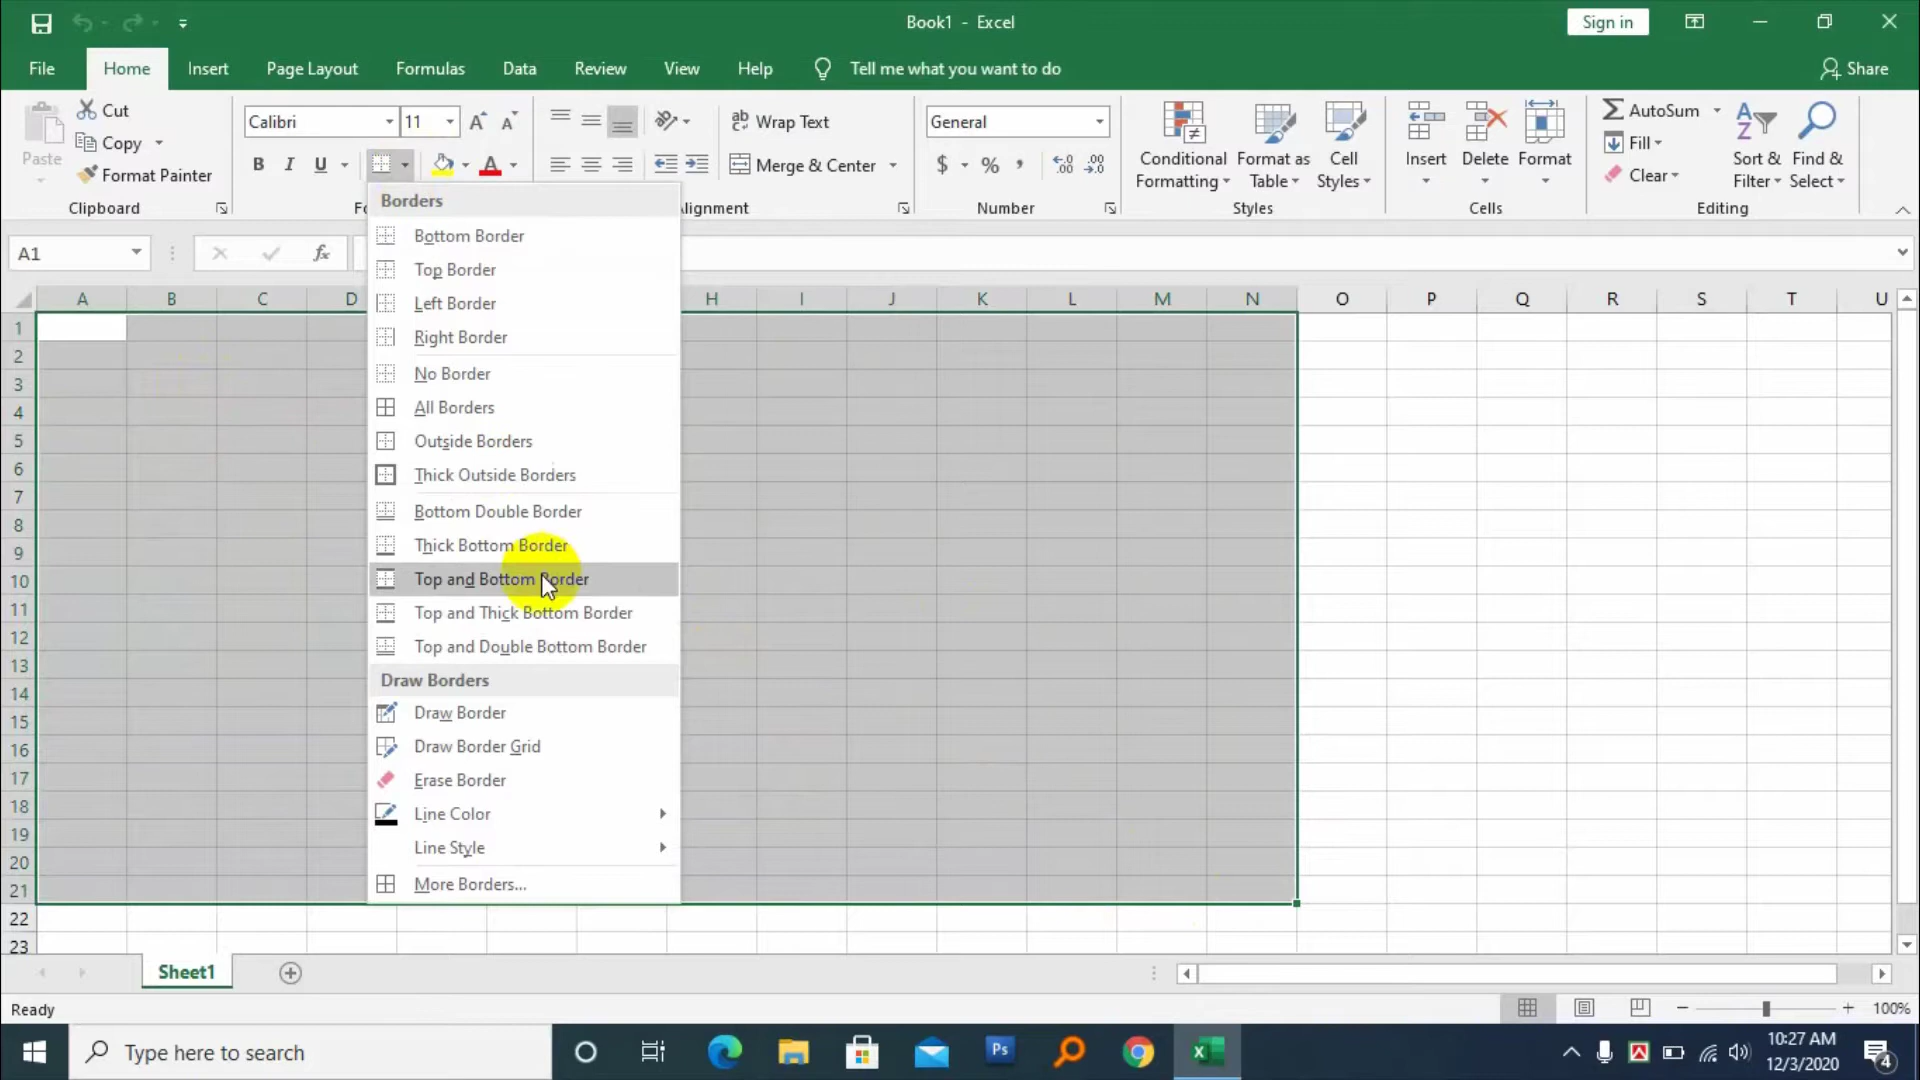 Book1 - Excel
Sign in
File Home Insert Page Layout Formulas Data Review View Help Tell me what you want to do Share
Paste
Cut
Copy
Format Painter
Clipboard
Calibri 11
B I U A
Wrap Text
Merge & Center
Alignment
General
$ % ,
Number
Conditional Formatting
Format as Table
Cell Styles
Styles
Insert Delete Format
Cells
AutoSum
Fill
Clear
Sort & Filter
Find & Select
Editing
A1
fx
A B C D H I J K L M N O P Q R S T U
1
2
3
4
5
6
7
8
9
10
11
12
13
14
15
16
17
18
19
20
21
22
23
Borders
Bottom Border
Top Border
Left Border
Right Border
No Border
All Borders
Outside Borders
Thick Outside Borders
Bottom Double Border
Thick Bottom Border
Top and Bottom Border
Top and Thick Bottom Border
Top and Double Bottom Border
Draw Borders
Draw Border
Draw Border Grid
Erase Border
Line Color
Line Style
More Borders...
Sheet1
Ready
100%
Type here to search
Ps
10:27 AM
12/3/2020
4